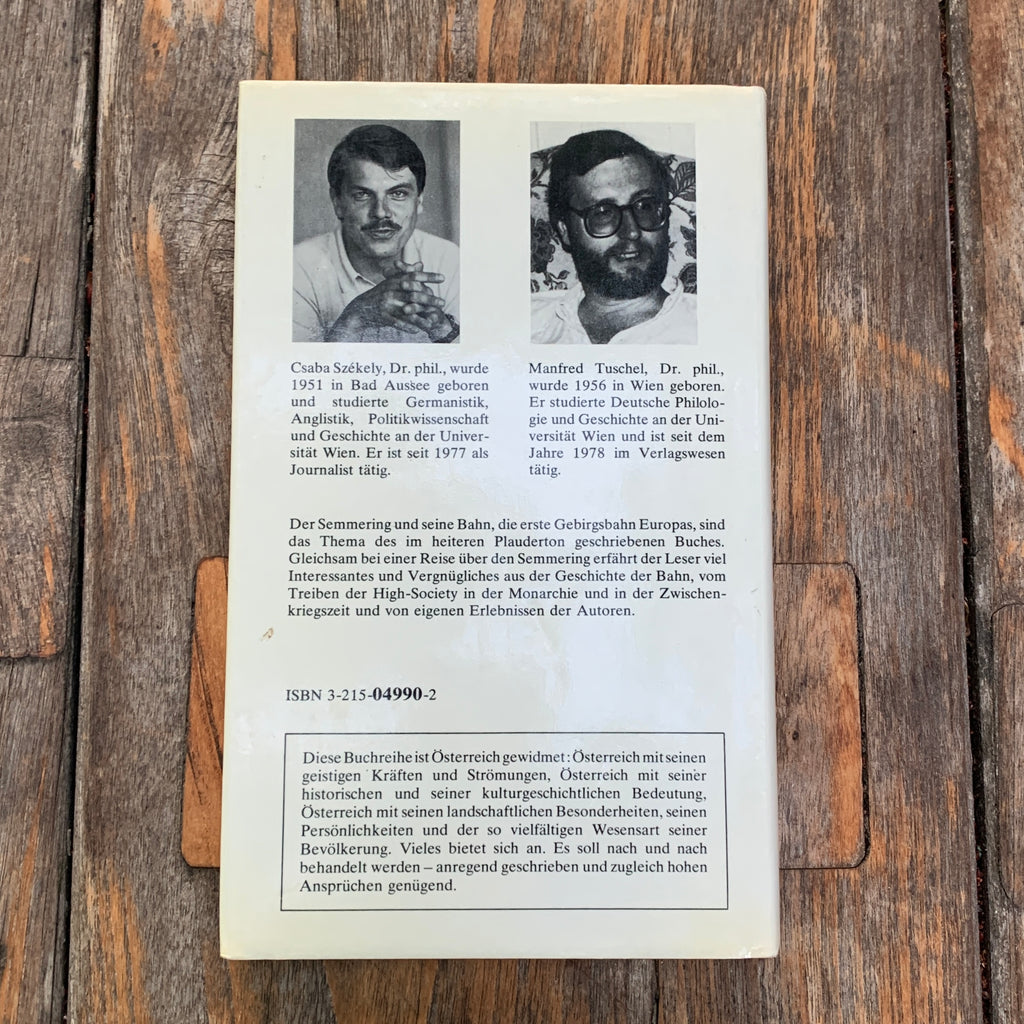 Csaba Székely, Dr. phil., wurde
1951 in Bad Aussee geboren
und studierte Germanistik,
Anglistik, Politikwissenschaft
und Geschichte an der Univer-
sität Wien. Er ist seit 1977 als
Journalist tätig.
Manfred Tuschel, Dr. phil.,
wurde 1956 in Wien geboren.
Er studierte Deutsche Philolo-
gie und Geschichte an der Uni-
versität Wien und ist seit dem
Jahre 1978 im Verlagswesen
tätig.
Der Semmering und seine Bahn, die erste Gebirgsbahn Europas, sind
das Thema des im heiteren Plauderton geschriebenen Buches.
Gleichsam bei einer Reise über den Semmering erfährt der Leser viel
Interessantes und Vergnügliches aus der Geschichte der Bahn, vom
Treiben der High-Society in der Monarchie und in der Zwischen-
kriegszeit und von eigenen Erlebnissen der Autoren.
ISBN 3-215-04990-2
Diese Buchreihe ist Österreich gewidmet: Österreich mit seinen
geistigen Kräften und Strömungen, Österreich mit seiner
historischen und seiner kulturgeschichtlichen Bedeutung,
Österreich mit seinen landschaftlichen Besonderheiten, seinen
Persönlichkeiten und der so vielfältigen Wesensart seiner
Bevölkerung. Vieles bietet sich an. Es soll nach und nach
behandelt werden – anregend geschrieben und zugleich hohen
Ansprüchen genügend.